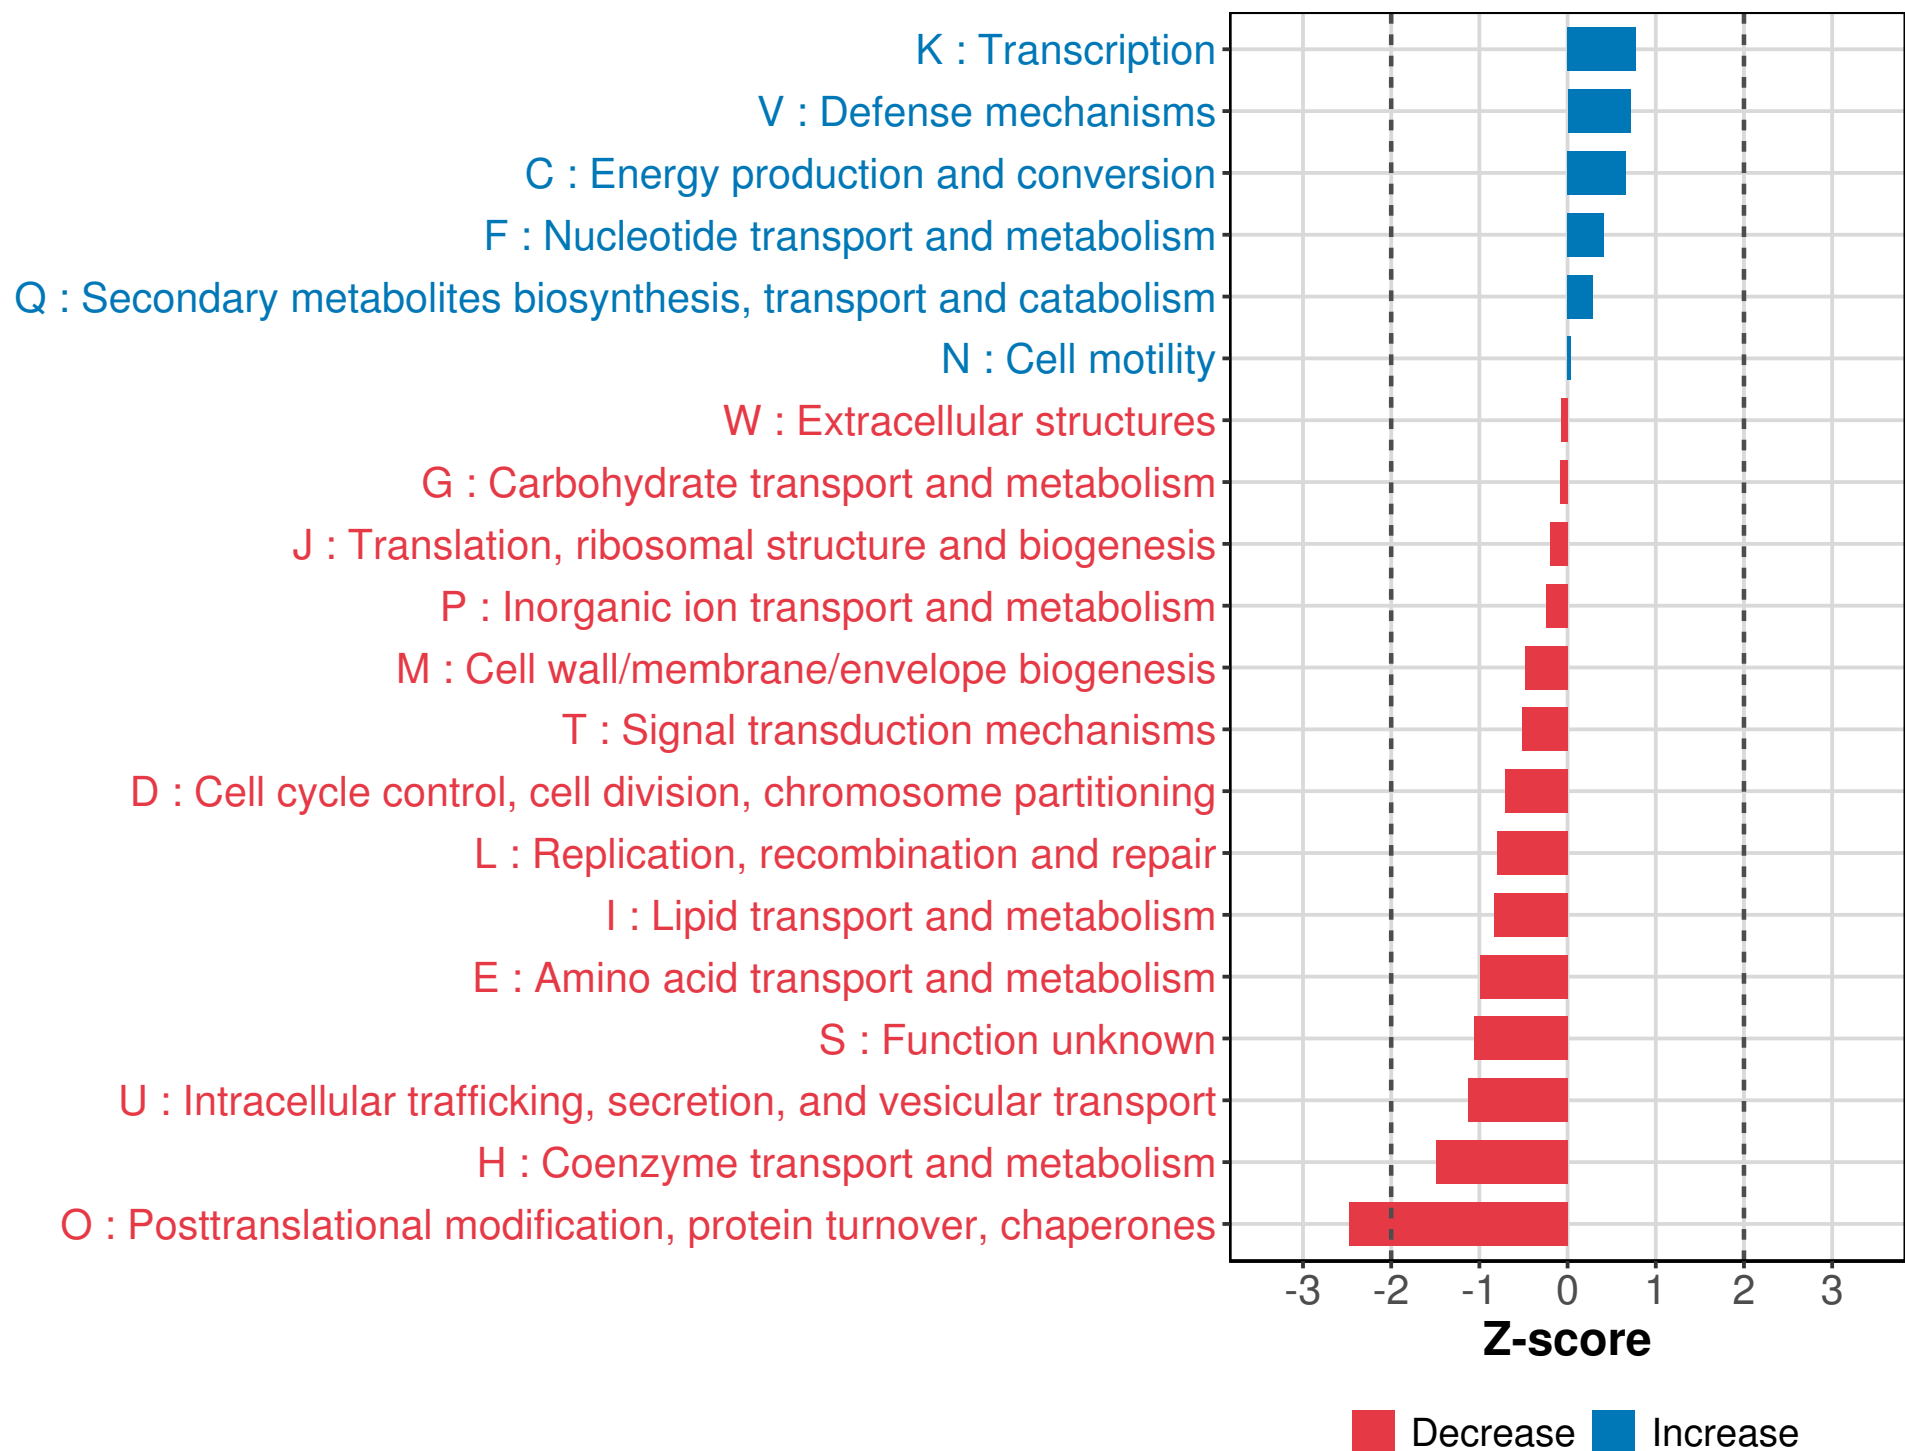 K : Transcription
V : Defense mechanisms
C : Energy production and conversion
F : Nucleotide transport and metabolism
Q : Secondary metabolites biosynthesis, transport and catabolism
N : Cell motility
W : Extracellular structures
G : Carbohydrate transport and metabolism
J : Translation, ribosomal structure and biogenesis
P : Inorganic ion transport and metabolism
M : Cell wall/membrane/envelope biogenesis
T : Signal transduction mechanisms
D : Cell cycle control, cell division, chromosome partitioning
L : Replication, recombination and repair
I : Lipid transport and metabolism
E : Amino acid transport and metabolism
S : Function unknown
U : Intracellular trafficking, secretion, and vesicular transport
H : Coenzyme transport and metabolism
O : Posttranslational modification, protein turnover, chaperones
-3 -2 -1 0 1 2 3
Z-score
Decrease Increase